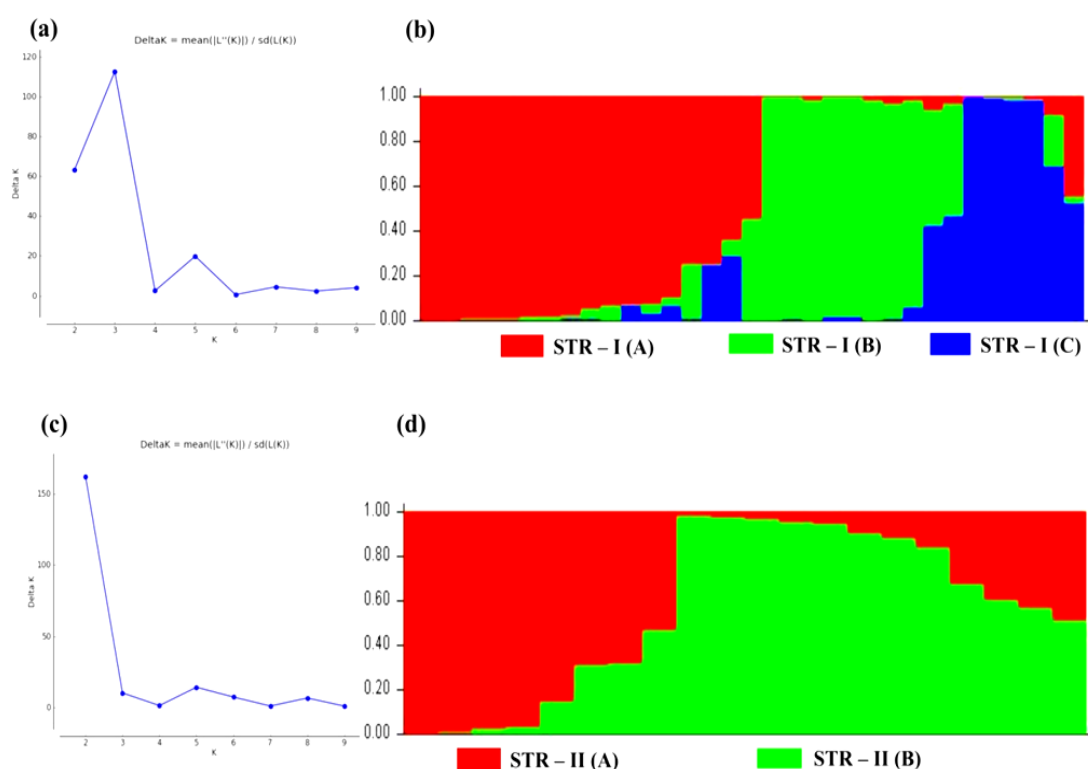 (a)
DeltaK = mean(|L''(K)|) / sd(L(K))
120
100
80
60
40
20
0
Delta K
2 3 4 5 6 7 8 9
K
(b)
1.00
0.80
0.60
0.40
0.20
0.00
STR – I (A) STR – I (B) STR – I (C)
(c)
DeltaK = mean(|L''(K)|) / sd(L(K))
150
100
50
0
Delta K
2 3 4 5 6 7 8 9
K
(d)
1.00
0.80
0.60
0.40
0.20
0.00
STR – II (A) STR – II (B)